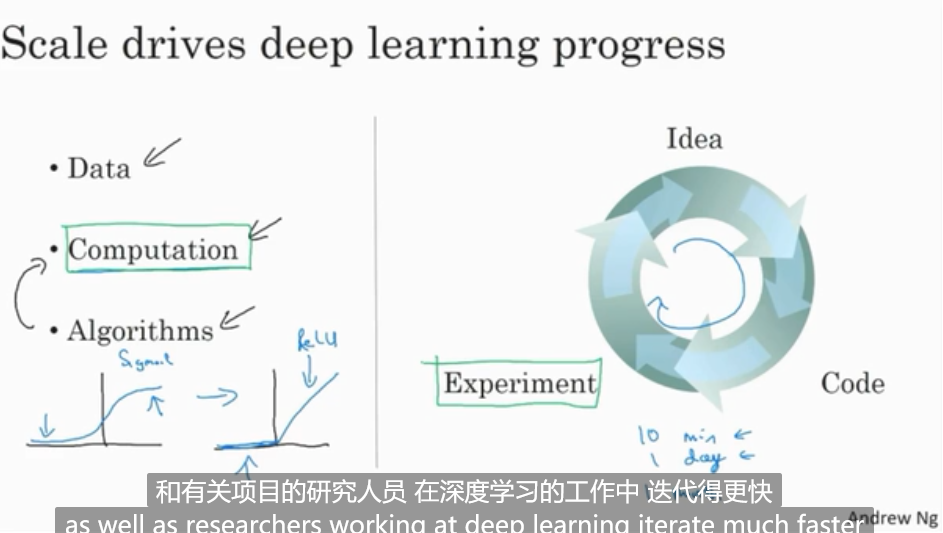 Scale drives deep learning progress
• Data
• Computation
• Algorithms
ReLU
Idea
Experiment
Code
10 min
1 day
和有关项目的研究人员 在深度学习的工作中 迭代得更快
as well as researchers working at deep learning iterate much faster
Andrew Ng